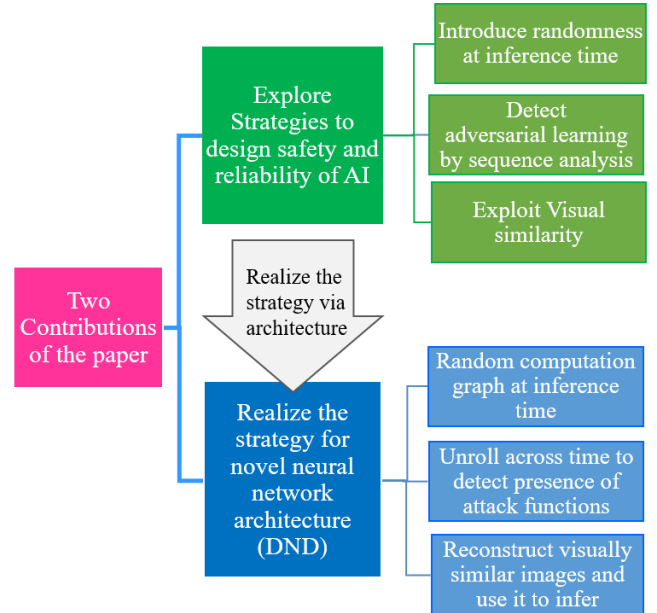 Two
Contributions
of the paper
Explore
Strategies to
design safety and
reliability of AI
Introduce randomness
at inference time
Detect
adversarial learning
by sequence analysis
Exploit Visual
similarity
Realize the
strategy via
architecture
Realize the
strategy for
novel neural
network
architecture
(DND)
Random computation
graph at inference
time
Unroll across time to
detect presence of
attack functions
Reconstruct visually
similar images and
use it to infer